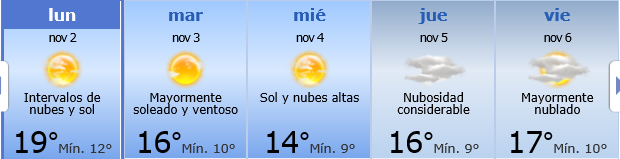 lun
nov 2
Intervalos de
nubes y sol
19° Mín. 12°
mar
nov 3
Mayormente
soleado y ventoso
16° Mín. 10°
mié
nov 4
Sol y nubes altas
14° Mín. 9°
jue
nov 5
Nubosidad
considerable
16° Mín. 9°
vie
nov 6
Mayormente
nublado
17° Mín. 10°